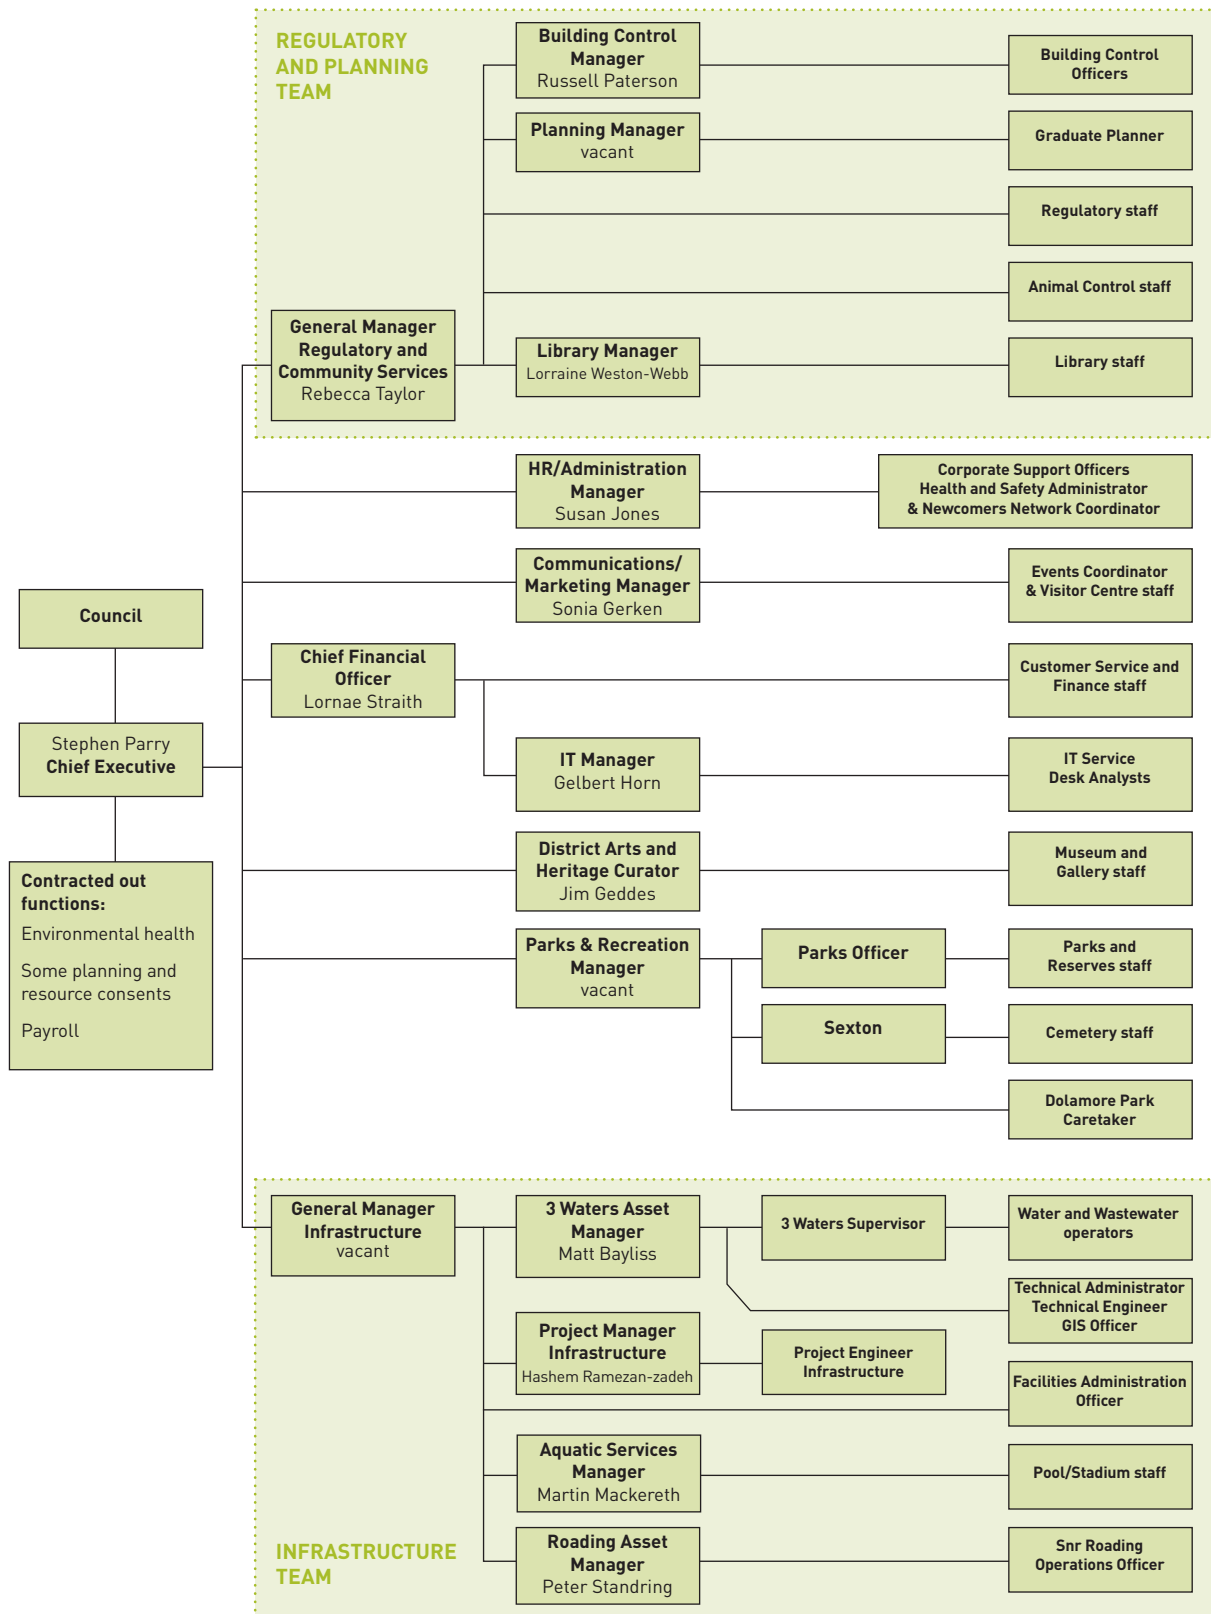 REGULATORY
AND PLANNING
TEAM
Building Control
Manager
Russell Paterson
Building Control
Officers
Planning Manager
vacant
Graduate Planner
Regulatory staff
Animal Control staff
General Manager
Regulatory and
Community Services
Rebecca Taylor
Library Manager
Lorraine Weston-Webb
Library staff
HR/Administration
Manager
Susan Jones
Corporate Support Officers
Health and Safety Administrator
& Newcomers Network Coordinator
Communications/
Marketing Manager
Sonia Gerken
Events Coordinator
& Visitor Centre staff
Council
Chief Financial
Officer
Lornae Straith
Customer Service and
Finance staff
Stephen Parry
Chief Executive
IT Manager
Gelbert Horn
IT Service
Desk Analysts
District Arts and
Heritage Curator
Jim Geddes
Museum and
Gallery staff
Contracted out
functions:
Environmental health
Some planning and
resource consents
Payroll
Parks & Recreation
Manager
vacant
Parks Officer
Parks and
Reserves staff
Sexton
Cemetery staff
Dolamore Park
Caretaker
General Manager
Infrastructure
vacant
3 Waters Asset
Manager
Matt Bayliss
3 Waters Supervisor
Water and Wastewater
operators
Technical Administrator
Technical Engineer
GIS Officer
Project Manager
Infrastructure
Hashem Ramezan-zadeh
Project Engineer
Infrastructure
Facilities Administration
Officer
Aquatic Services
Manager
Martin Mackereth
Pool/Stadium staff
Roading Asset
Manager
Peter Standring
Snr Roading
Operations Officer
INFRASTRUCTURE
TEAM